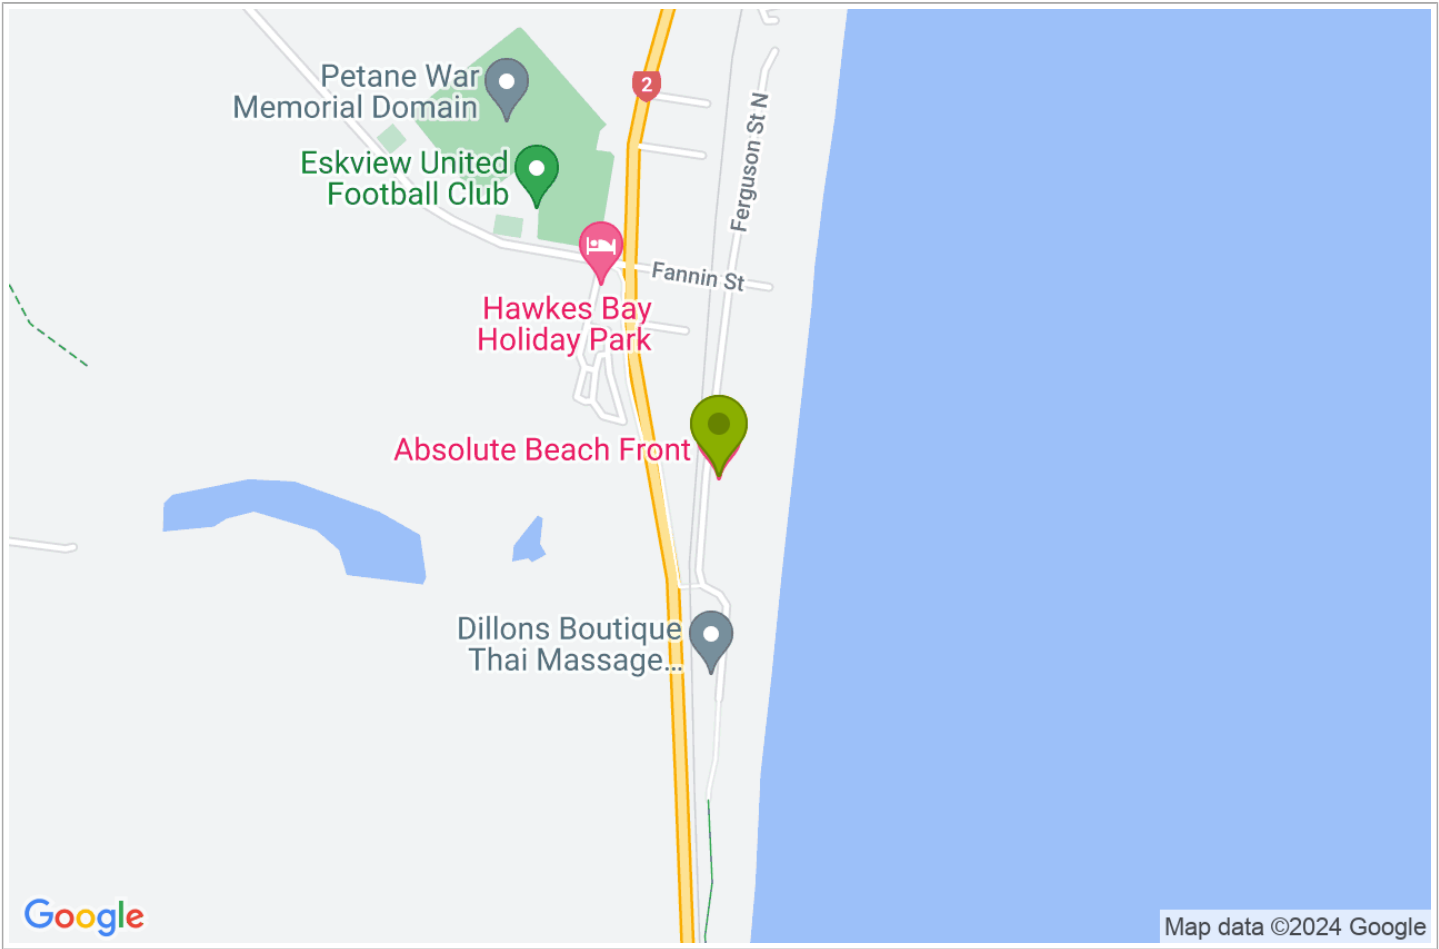 Petane War
Memorial Domain
2
Eskview United
Football Club
Ferguson St N
Fannin St
Hawkes Bay
Holiday Park
Absolute Beach Front
Dillons Boutique
Thai Massage...
Google
Map data ©2024 Google